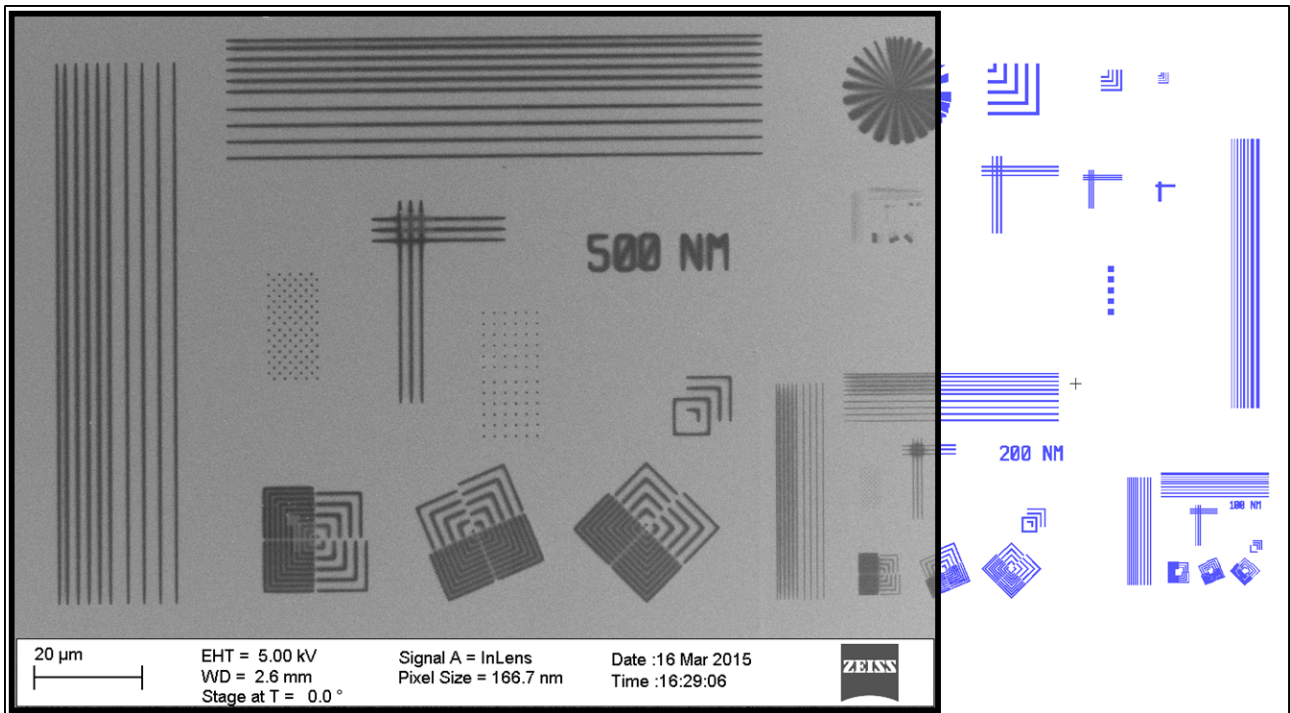 500 NM
200 NM
100 NM
20 µm
EHT = 5.00 kV
WD = 2.6 mm
Stage at T = 0.0 °
Signal A = InLens
Pixel Size = 166.7 nm
Date :16 Mar 2015
Time :16:29:06
ZEISS